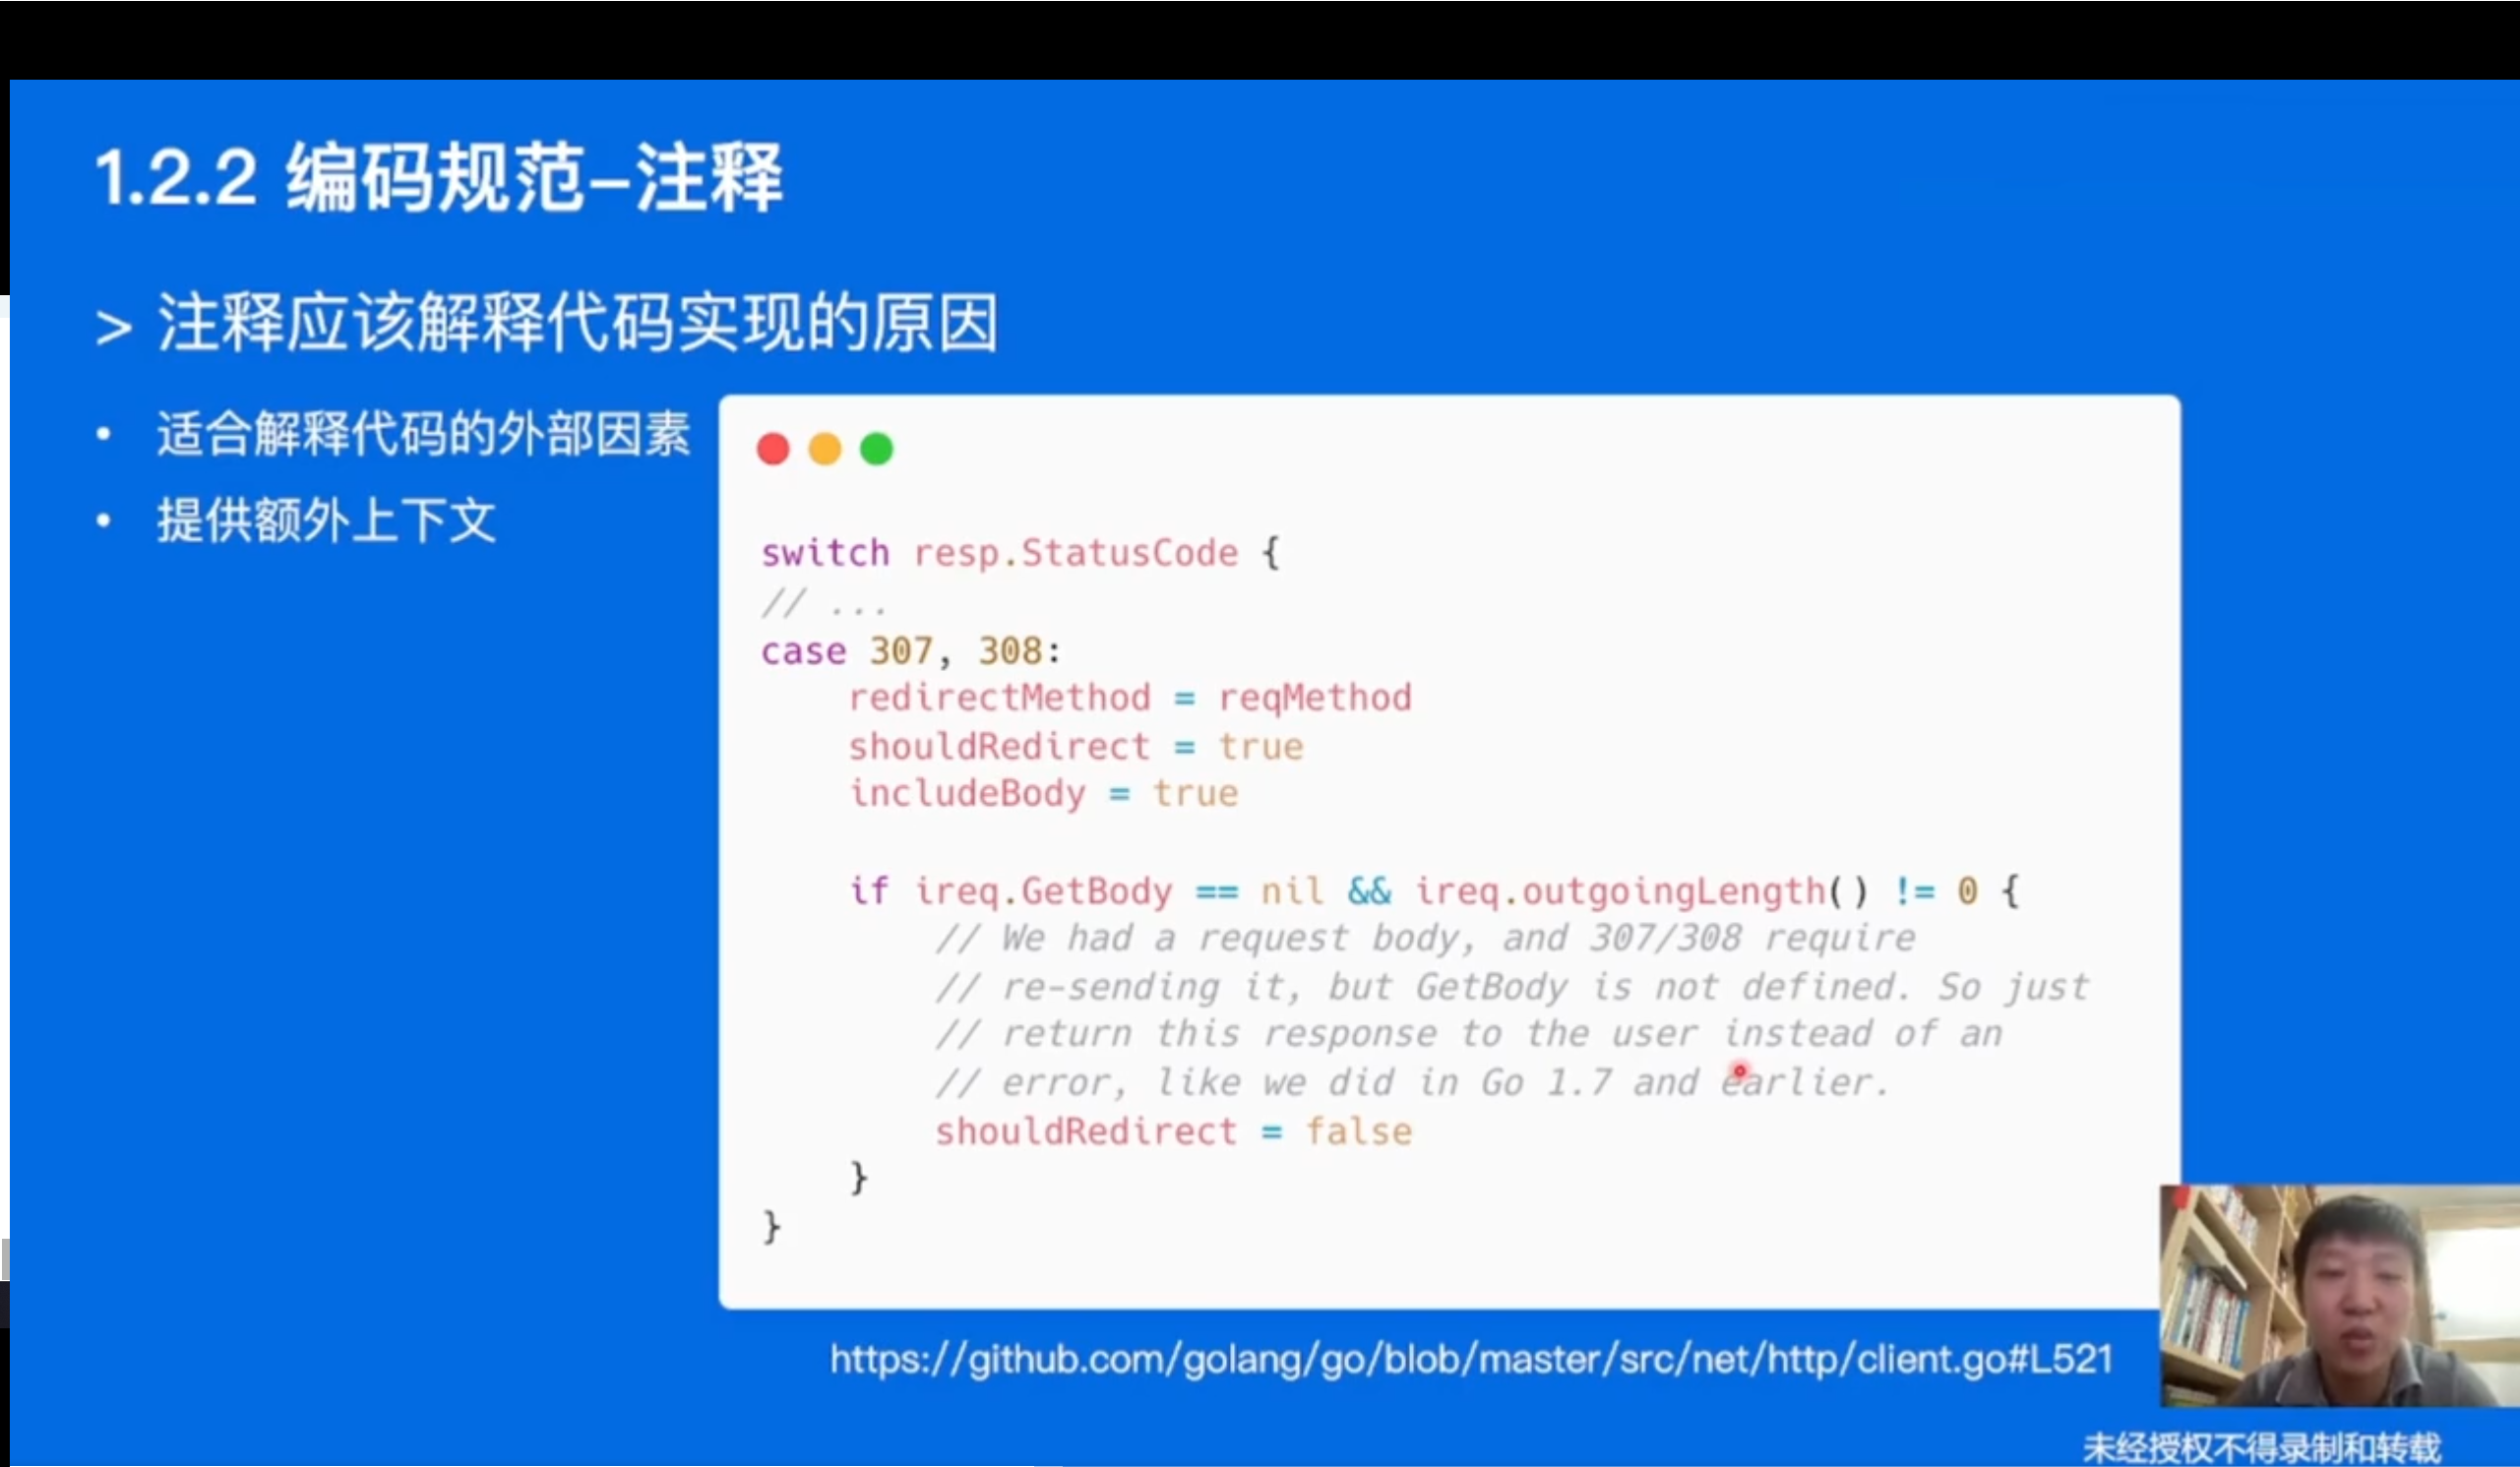 1.2.2 编码规范-注释
> 注释应该解释代码实现的原因
• 适合解释代码的外部因素
• 提供额外上下文
switch resp.StatusCode {
// ...
case 307, 308:
    redirectMethod = reqMethod
    shouldRedirect = true
    includeBody = true
    if ireq.GetBody == nil && ireq.outgoingLength() != 0 {
        // We had a request body, and 307/308 require
        // re-sending it, but GetBody is not defined. So just
        // return this response to the user instead of an
        // error, like we did in Go 1.7 and earlier.
        shouldRedirect = false
    }
}
https://github.com/golang/go/blob/master/src/net/http/client.go#L521
未经授权不得录制和转载